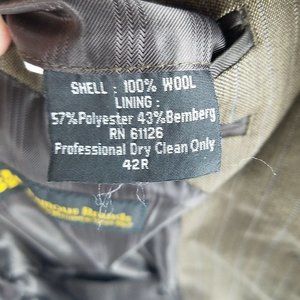 SHELL : 100% WOOL
LINING :
57%Polyester 43%Bemberg
RN 61126
Professional Dry Clean Only
42R
Famous Brands